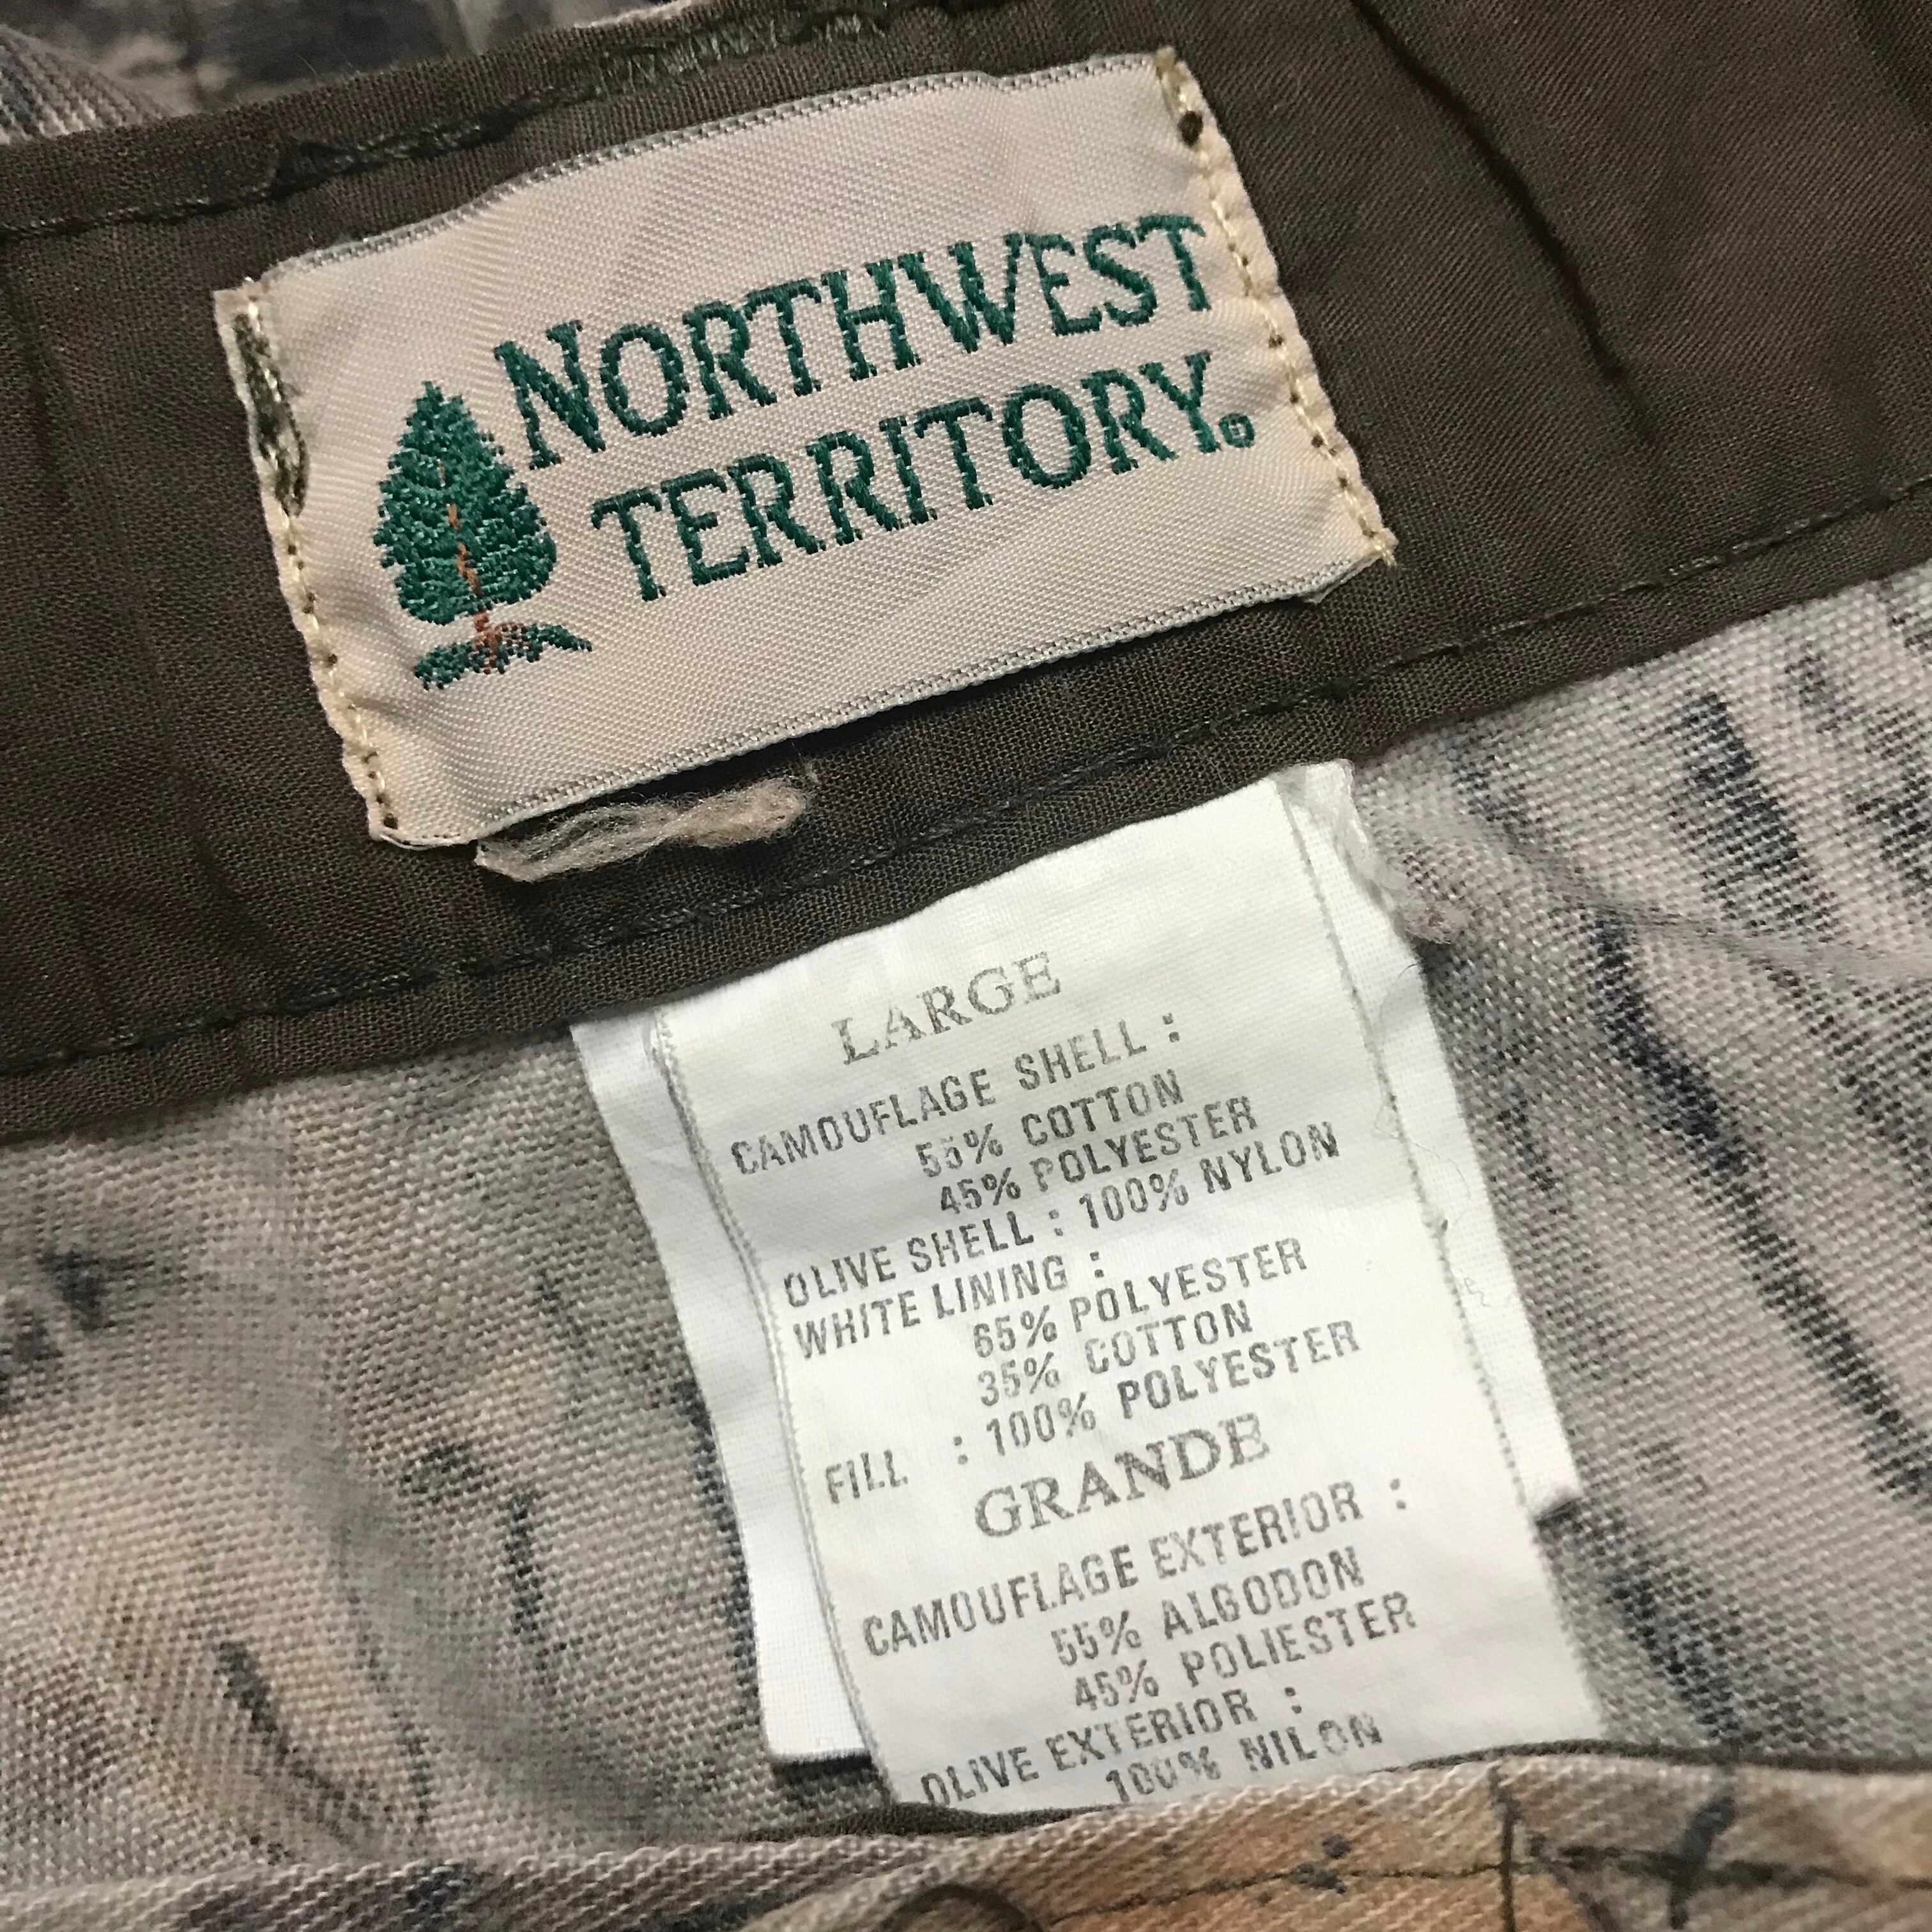 NORTHWEST
TERRITORY®
LARGE
CAMOUFLAGE SHELL :
55% COTTON
45% POLYESTER
OLIVE SHELL : 100% NYLON
WHITE LINING :
65% POLYESTER
35% COTTON
FILL : 100% POLYESTER
GRANDE
CAMOUFLAGE EXTERIOR :
55% ALGODON
45% POLIESTER
OLIVE EXTERIOR :
100% NILON